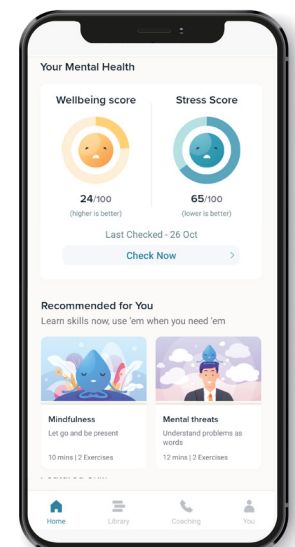 Your Mental Health
Wellbeing score
Stress Score
24/100
65/100
(higher is better)
(lower is better)
Last Checked - 26 Oct
Check Now
Recommended for You
Learn skills now, use 'em when you need 'em
Mindfulness
Let go and be present
10 mins | 2 Exercises
Mental threats
Understand problems as
words
12 mins | 2 Exercises
Home
Library
Coaching
You